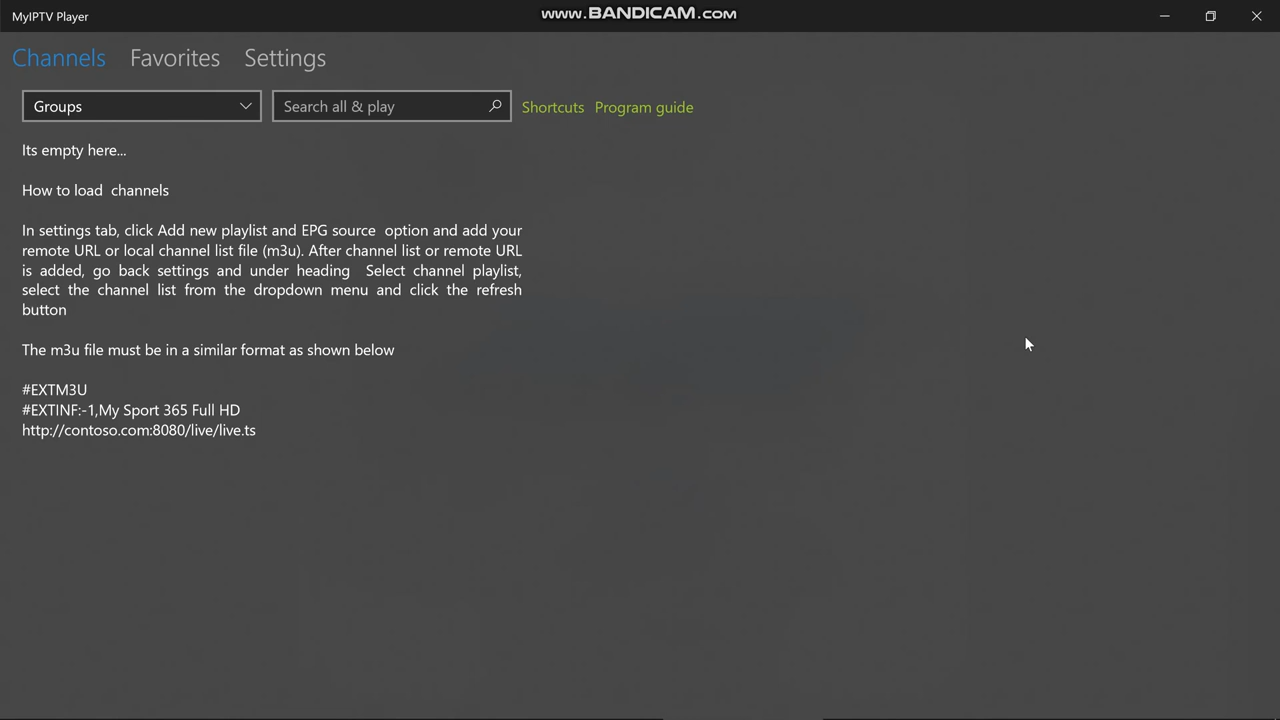 MyIPTV Player
www.BANDICAM.com
Channels Favorites Settings
Groups Search all & play Shortcuts Program guide
Its empty here...
How to load  channels
In settings tab, click Add new playlist and EPG source  option and add your
remote URL or local channel list file (m3u). After channel list or remote URL
is added, go back settings and under heading  Select channel playlist,
select the channel list from the dropdown menu and click the refresh
button
The m3u file must be in a similar format as shown below
#EXTM3U
#EXTINF:-1,My Sport 365 Full HD
http://contoso.com:8080/live/live.ts